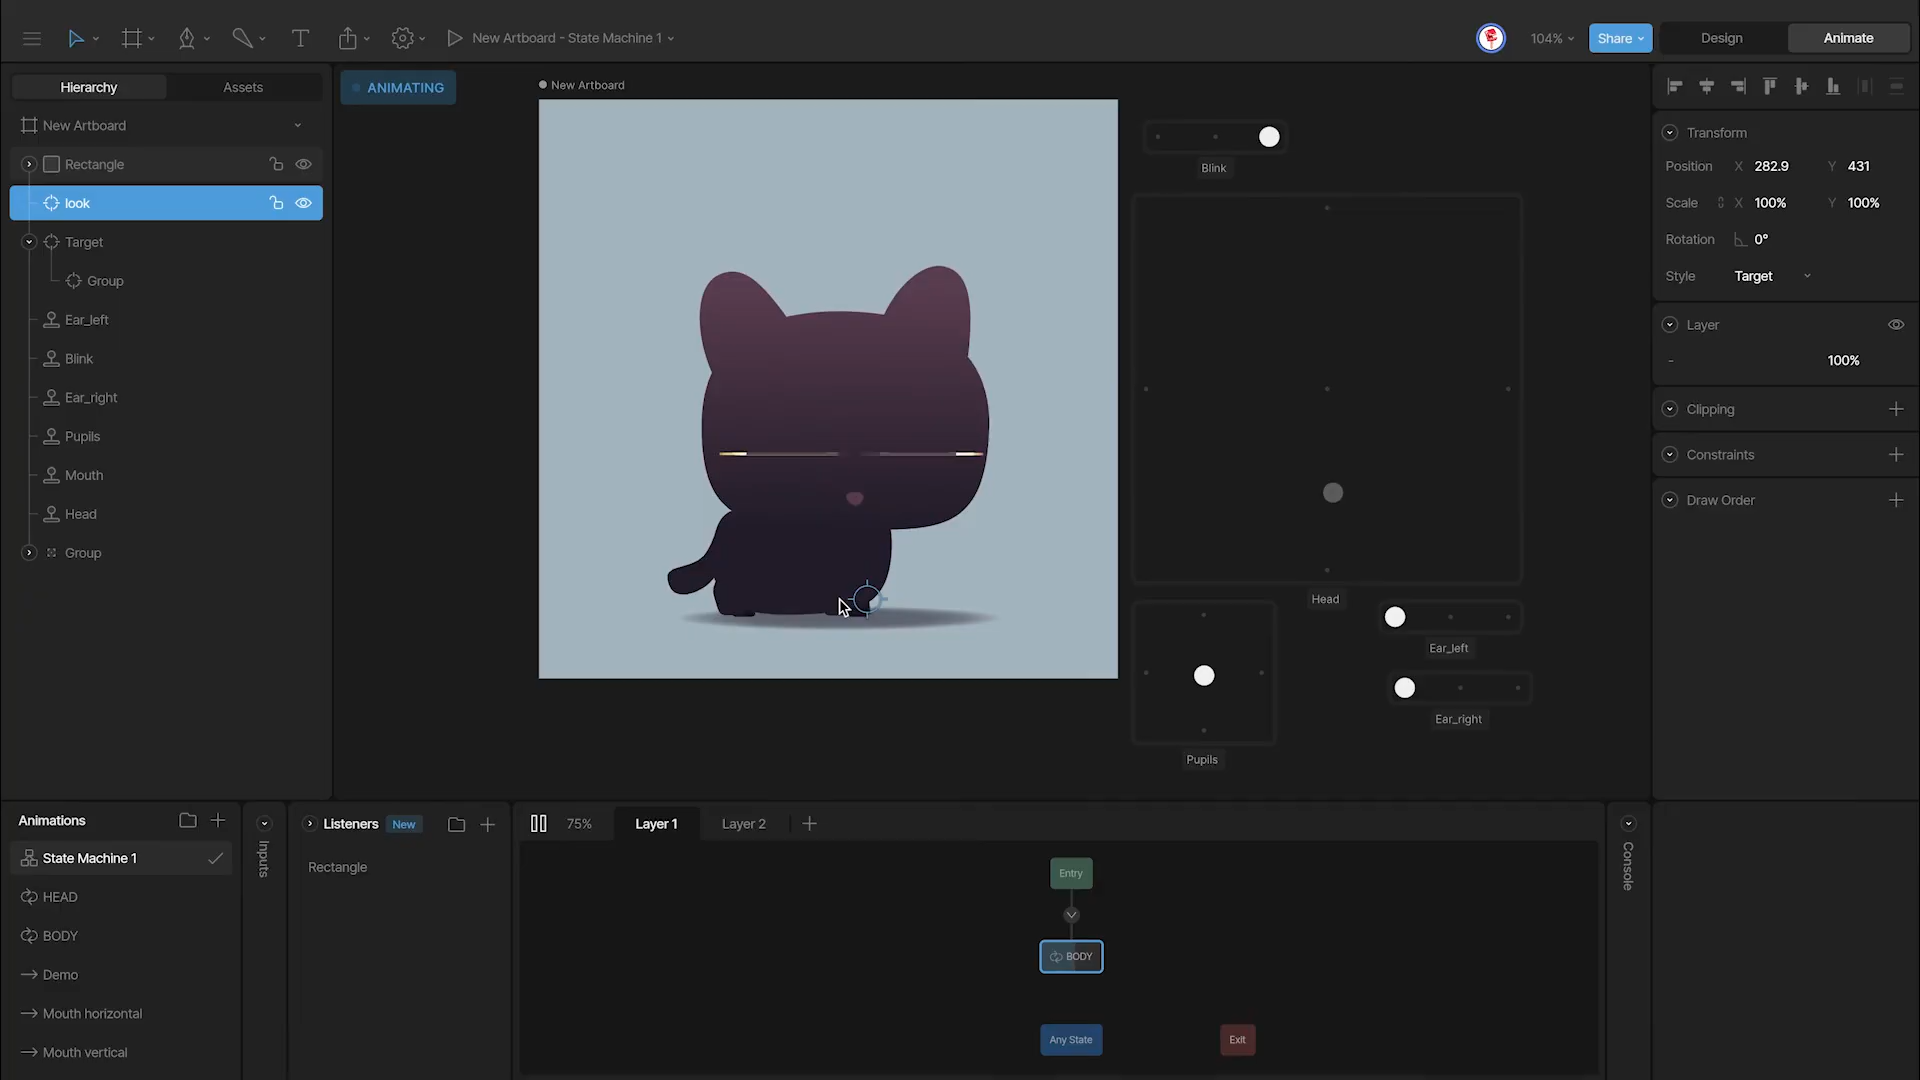 T
New Artboard - State Machine 1
104%
Share
Design
Animate
Hierarchy
Assets
ANIMATING
New Artboard
New Artboard
Rectangle
look
Target
Group
Ear_left
Blink
Ear_right
Pupils
Mouth
Head
Group
Blink
Head
Ear_left
Ear_right
Pupils
Transform
Position X 282.9 Y 431
Scale X 100% Y 100%
Rotation 0°
Style Target
Layer
- 100%
Clipping
Constraints
Draw Order
Animations
State Machine 1
HEAD
BODY
Demo
Mouth horizontal
Mouth vertical
Inputs
Listeners New
Rectangle
75%
Layer 1
Layer 2
Entry
BODY
Any State
Exit
Console